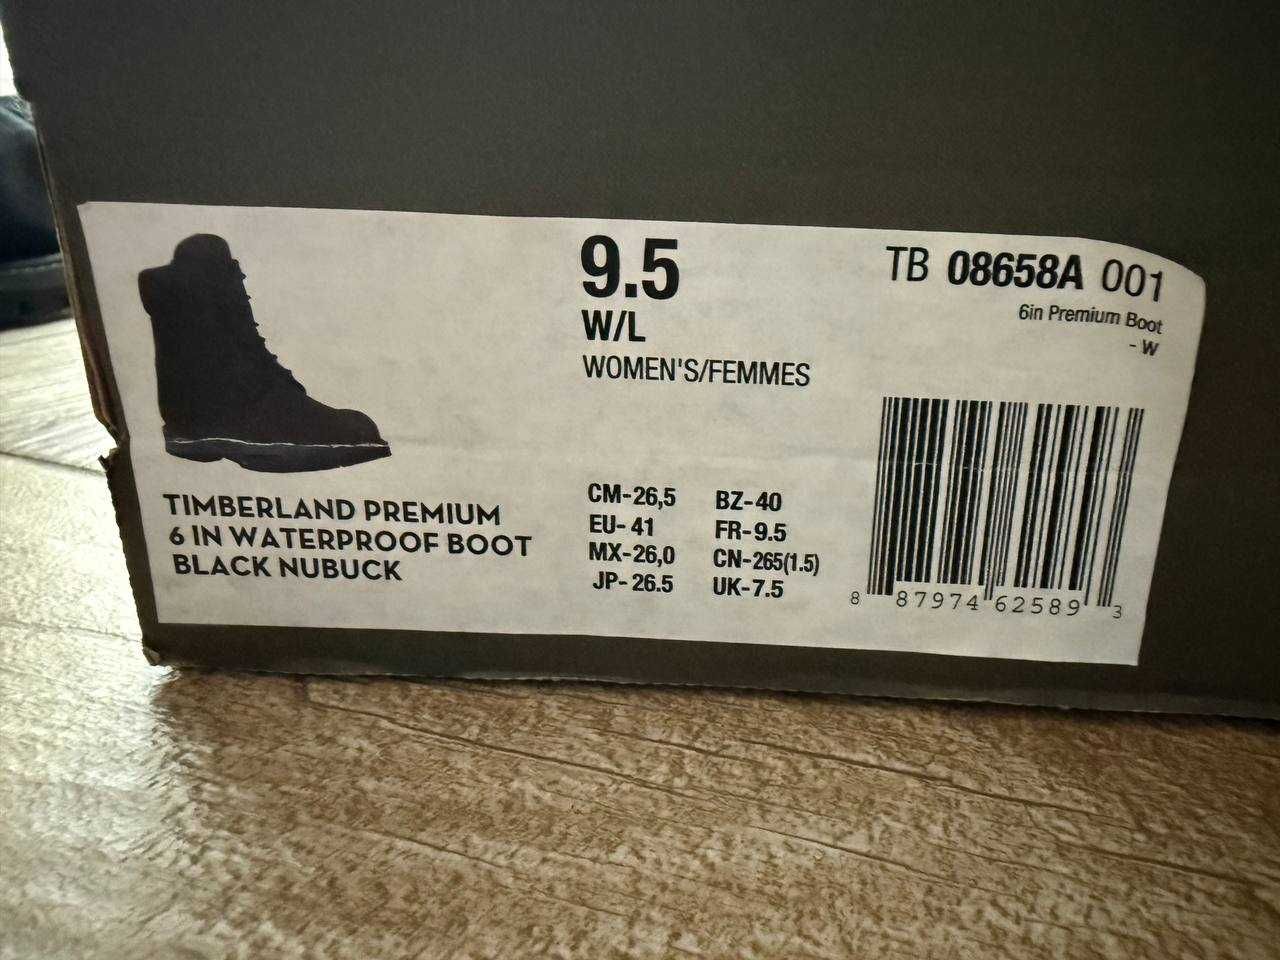 9.5
W/L
WOMEN'S/FEMMES
TB 08658A 001
6in Premium Boot
- W
TIMBERLAND PREMIUM
6 IN WATERPROOF BOOT
BLACK NUBUCK
CM-26,5 BZ-40
EU- 41 FR-9.5
MX-26,0 CN-265(1.5)
JP- 26.5 UK-7.5
8 87974 62589 3